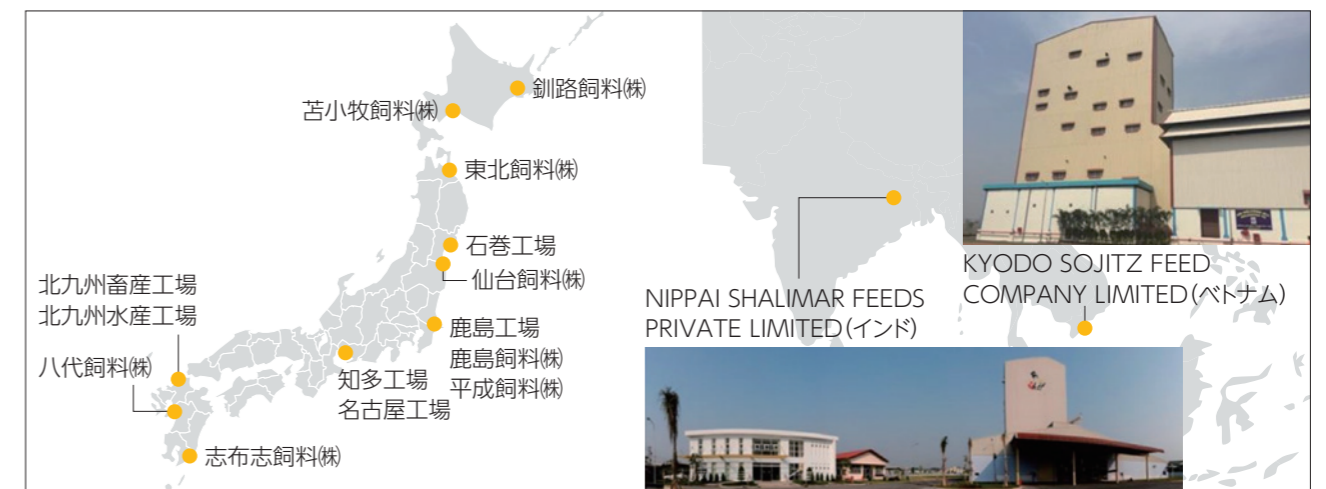 釧路飼料㈱
苫小牧飼料㈱
東北飼料㈱
石巻工場
仙台飼料㈱
北九州畜産工場
北九州水産工場
八代飼料㈱
鹿島工場
鹿島飼料㈱
平成飼料㈱
知多工場
名古屋工場
志布志飼料㈱
NIPPAI SHALIMAR FEEDS
PRIVATE LIMITED(インド)
KYODO SOJITZ FEED
COMPANY LIMITED(ベトナム)